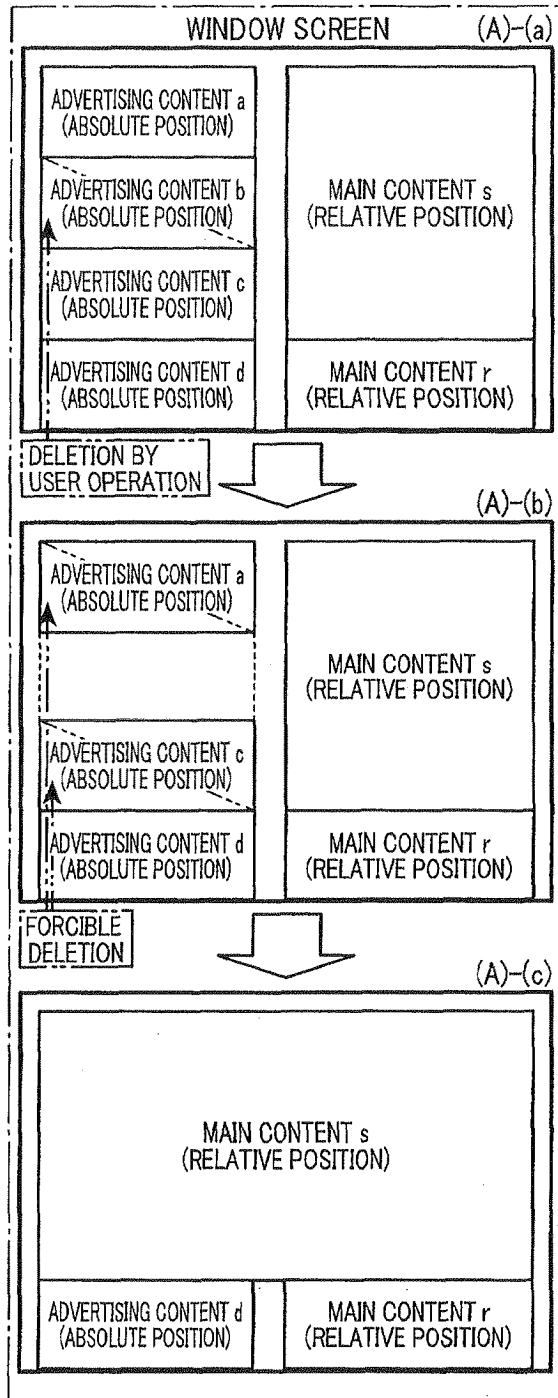 WINDOW SCREEN
(A)-(a)
ADVERTISING CONTENT a
(ABSOLUTE POSITION)
ADVERTISING CONTENT b
(ABSOLUTE POSITION)
ADVERTISING CONTENT c
(ABSOLUTE POSITION)
ADVERTISING CONTENT d
(ABSOLUTE POSITION)
MAIN CONTENT s
(RELATIVE POSITION)
MAIN CONTENT r
(RELATIVE POSITION)
DELETION BY
USER OPERATION
(A)-(b)
ADVERTISING CONTENT a
(ABSOLUTE POSITION)
ADVERTISING CONTENT c
(ABSOLUTE POSITION)
ADVERTISING CONTENT d
(ABSOLUTE POSITION)
MAIN CONTENT s
(RELATIVE POSITION)
MAIN CONTENT r
(RELATIVE POSITION)
FORCIBLE
DELETION
(A)-(c)
MAIN CONTENT s
(RELATIVE POSITION)
ADVERTISING CONTENT d
(ABSOLUTE POSITION)
MAIN CONTENT r
(RELATIVE POSITION)